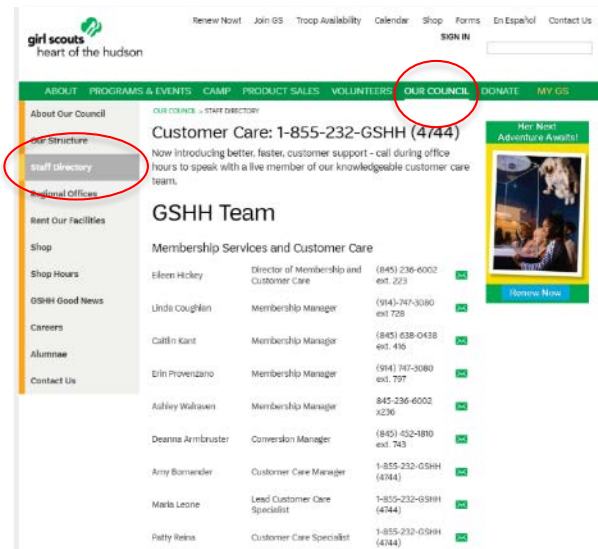 Renew Now! Join GS Troop Availability Calendar Shop Forms En Español Contact Us
SIGN IN
girl scouts
heart of the hudson
ABOUT PROGRAMS & EVENTS CAMP PRODUCT SALES VOLUNTEERS OUR COUNCIL DONATE MY GS
About Our Council
Our Structure
Staff Directory
Regional Offices
Rent Our Facilities
Shop
Shop Hours
GSHH Good News
Careers
Alumnae
Contact Us
OUR COUNCIL > STAFF DIRECTORY
Customer Care: 1-855-232-GSHH (4744)
Now introducing better, faster, customer support - call during office
hours to speak with a live member of our knowledgeable customer care
team.
GSHH Team
Membership Services and Customer Care
Eileen Hickey Director of Membership and Customer Care (845) 236-6002 ext. 223
Linda Coughlan Membership Manager (914)-747-3080 ext 728
Caitlin Kant Membership Manager (845) 638-0438 ext. 416
Erin Provenzano Membership Manager (914) 747-3080 ext. 797
Ashley Walraven Membership Manager 845-236-6002 x236
Deanna Armbruster Conversion Manager (845) 452-1810 ext. 743
Amy Bomander Customer Care Manager 1-855-232-GSHH (4744)
Maria Leone Lead Customer Care Specialist 1-855-232-GSHH (4744)
Patty Reina Customer Care Specialist 1-855-232-GSHH (4744)
Her Next
Adventure Awaits!
Renew Now